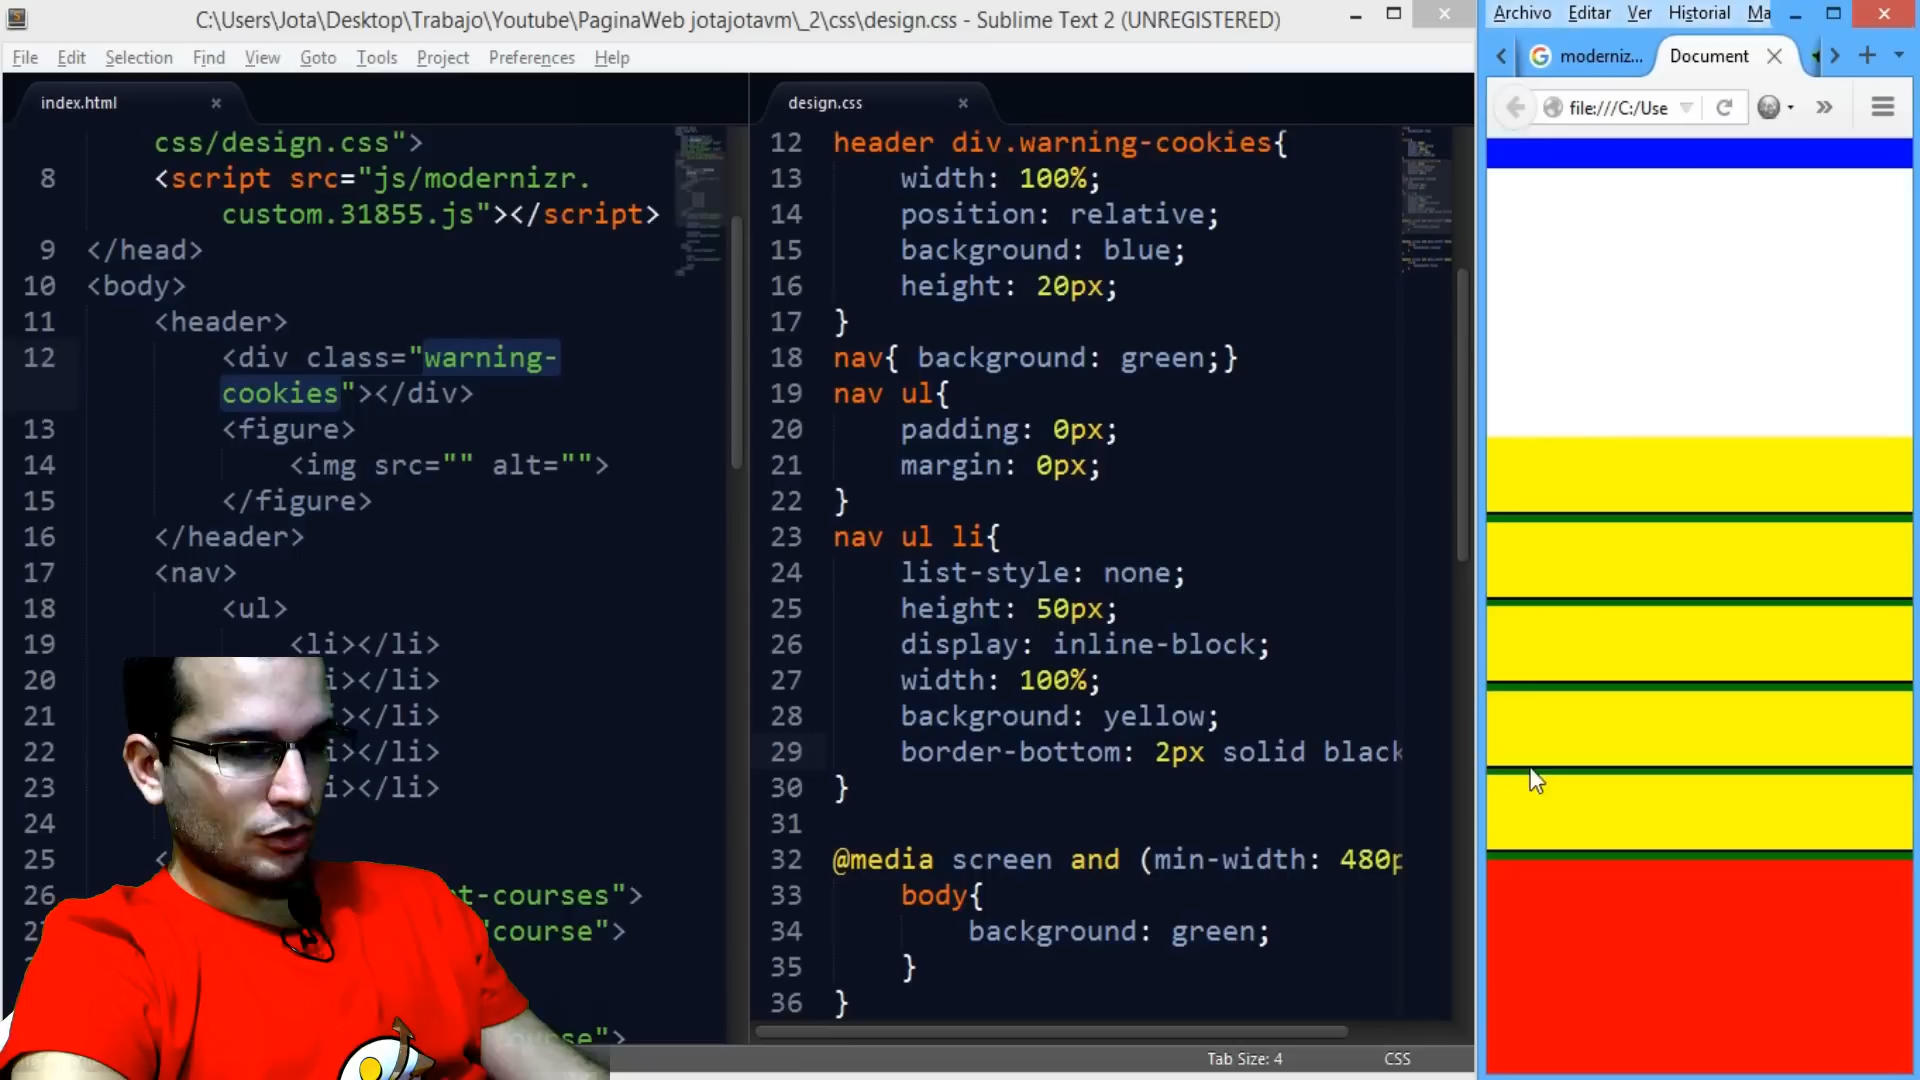 C:\Users\Jota\Desktop\Trabajo\Youtube\PaginaWeb jotajotavm\_2\css\design.css - Sublime Text 2 (UNREGISTERED)
File Edit Selection Find View Goto Tools Project Preferences Help
index.html
css/design.css">
8 <script src="js/modernizr.
custom.31855.js"></script>
9 </head>
10 <body>
11 <header>
12 <div class="warning-
cookies"></div>
13 <figure>
14 <img src="" alt="">
15 </figure>
16 </header>
17 <nav>
18 <ul>
19 <li></li>
20 i></li>
21 i></li>
22 i></li>
23 i></li>
24
25 <
26 t-courses">
course">
course">
design.css
12 header div.warning-cookies{
13 width: 100%;
14 position: relative;
15 background: blue;
16 height: 20px;
17 }
18 nav{ background: green;}
19 nav ul{
20 padding: 0px;
21 margin: 0px;
22 }
23 nav ul li{
24 list-style: none;
25 height: 50px;
26 display: inline-block;
27 width: 100%;
28 background: yellow;
29 border-bottom: 2px solid black
30 }
31
32 @media screen and (min-width: 480p
33 body{
34 background: green;
35 }
36 }
Tab Size: 4 CSS
Archivo Editar Ver Historial Ma
moderniz... Document
file:///C:/Use